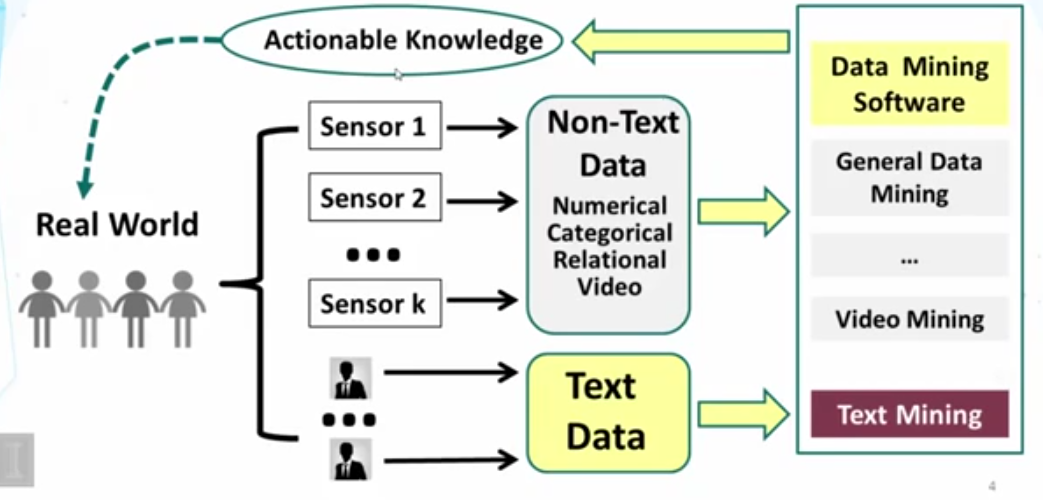 Actionable Knowledge
Data Mining
Software
Sensor 1
Non-Text
Data
General Data
Mining
Sensor 2
Numerical
Categorical
Relational
Video
Real World
...
Sensor k
Video Mining
Text
Data
Text Mining
4